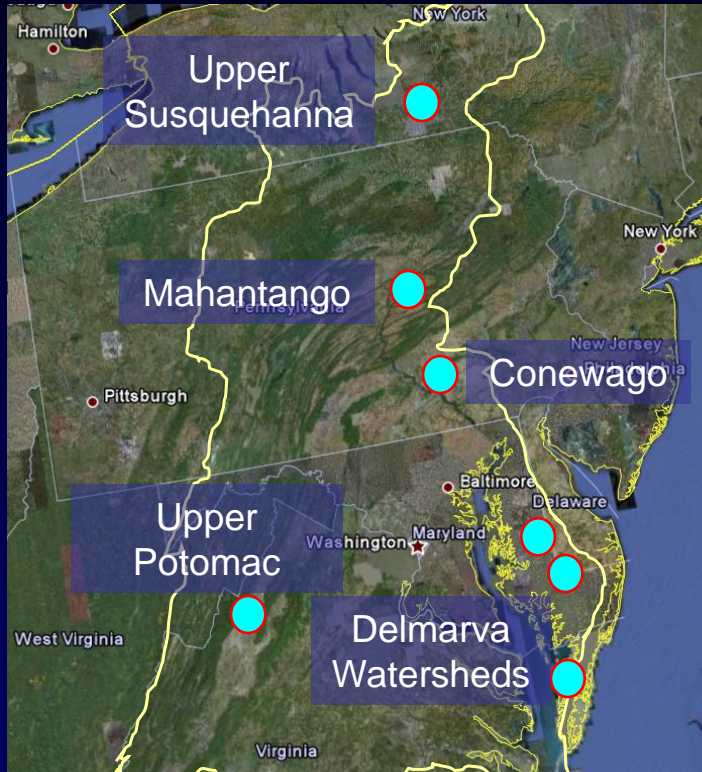 Hamilton
New York
Upper
Susquehanna
New York
Mahantango
Pennsylvania
New Jersey
Philadelphia
Conewago
Pittsburgh
Baltimore
Delaware
Upper
Potomac
Washington
Maryland
Delmarva
Watersheds
West Virginia
Virginia